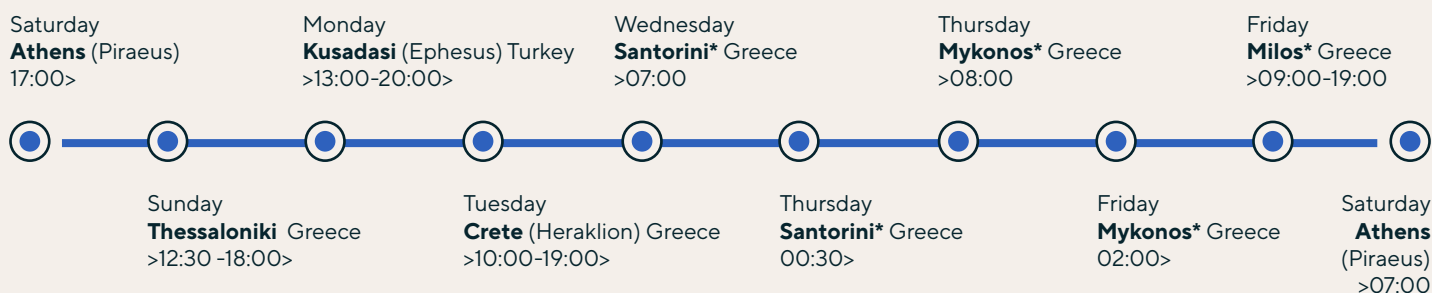 Saturday
Athens (Piraeus)
17:00>
Sunday
Thessaloniki Greece
>12:30 -18:00>
Monday
Kusadasi (Ephesus) Turkey
>13:00-20:00>
Tuesday
Crete (Heraklion) Greece
>10:00-19:00>
Wednesday
Santorini* Greece
>07:00
Thursday
Santorini* Greece
00:30>
Thursday
Mykonos* Greece
>08:00
Friday
Mykonos* Greece
02:00>
Friday
Milos* Greece
>09:00-19:00
Saturday
Athens
(Piraeus)
>07:00